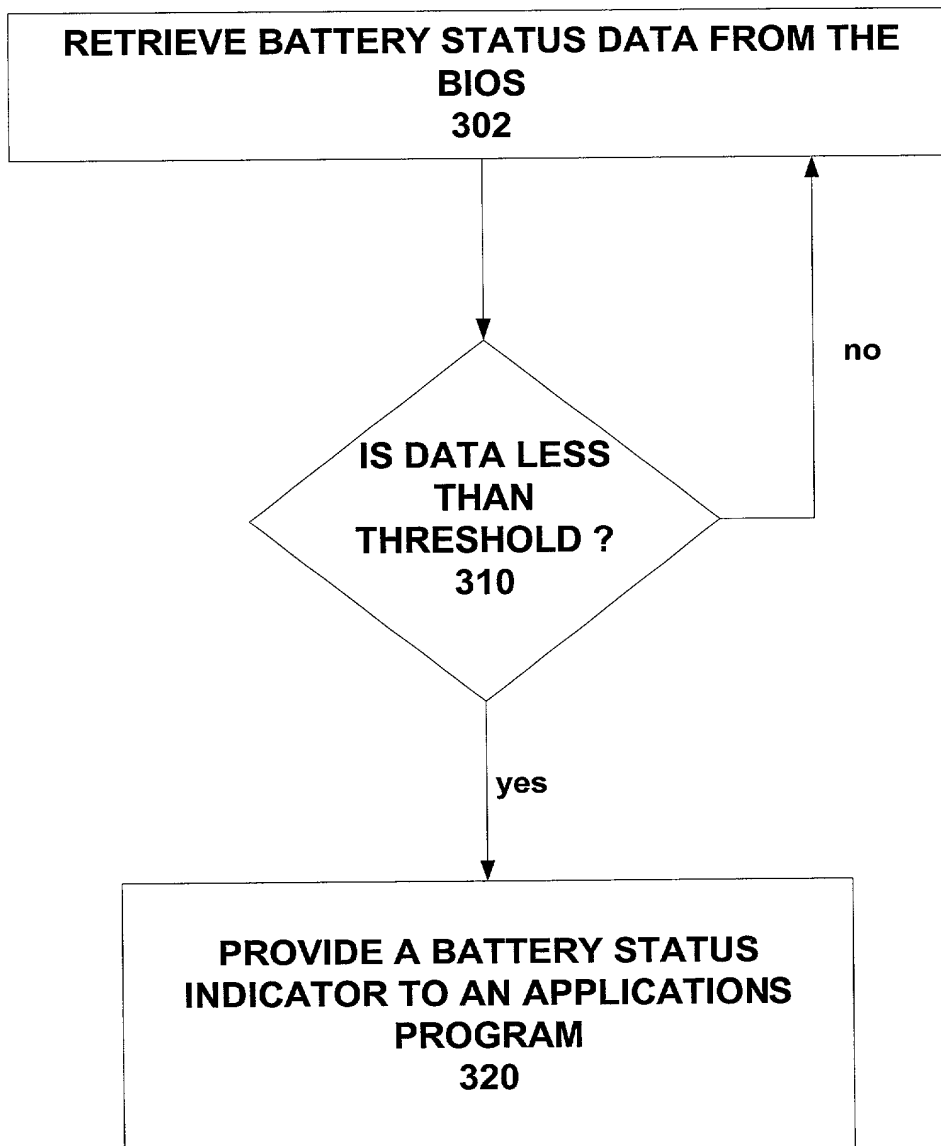 RETRIEVE BATTERY STATUS DATA FROM THE
BIOS
302
no
IS DATA LESS
THAN
THRESHOLD ?
310
yes
PROVIDE A BATTERY STATUS
INDICATOR TO AN APPLICATIONS
PROGRAM
320